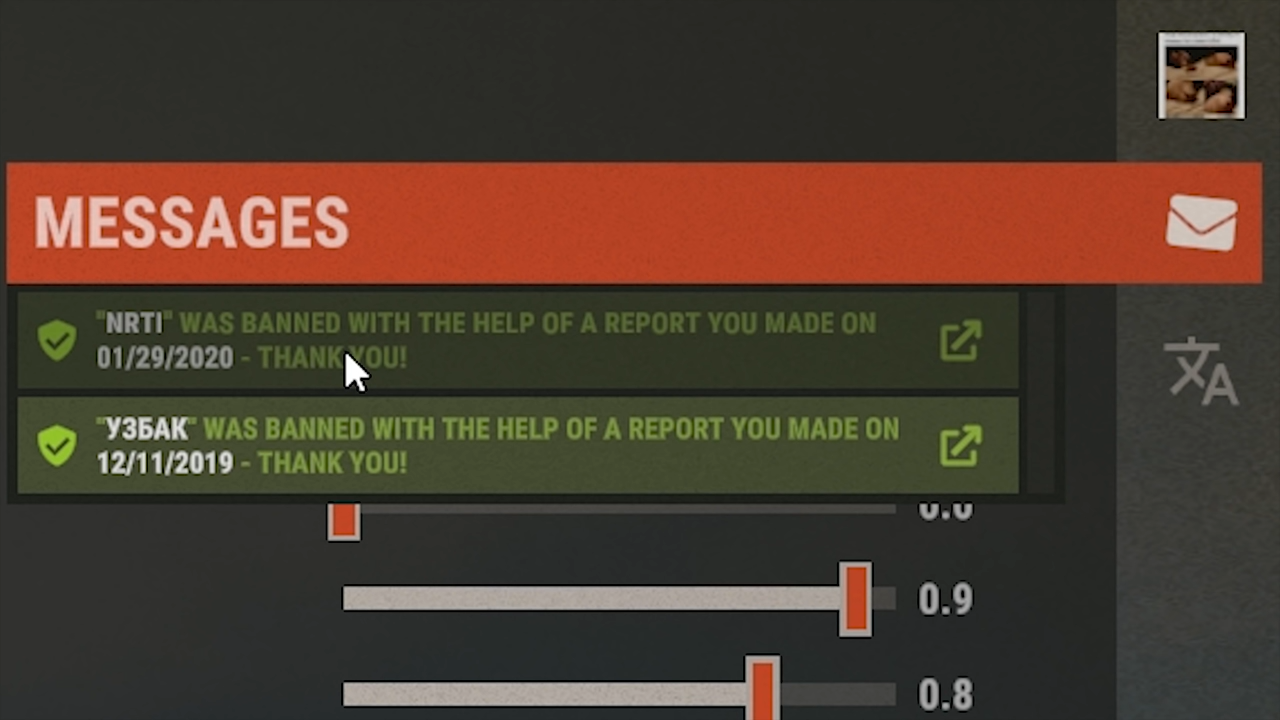 MESSAGES
"NRTI" WAS BANNED WITH THE HELP OF A REPORT YOU MADE ON
01/29/2020 - THANK YOU!
"УЗБАК" WAS BANNED WITH THE HELP OF A REPORT YOU MADE ON
12/11/2019 - THANK YOU!
0.9
0.8